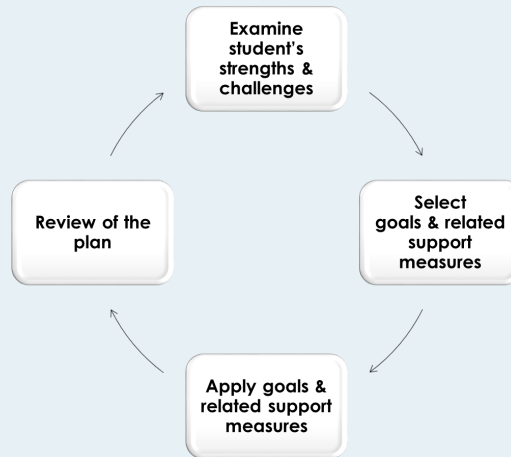 Examine
student's
strengths &
challenges
Select
goals & related
support
measures
Apply goals &
related support
measures
Review of the
plan